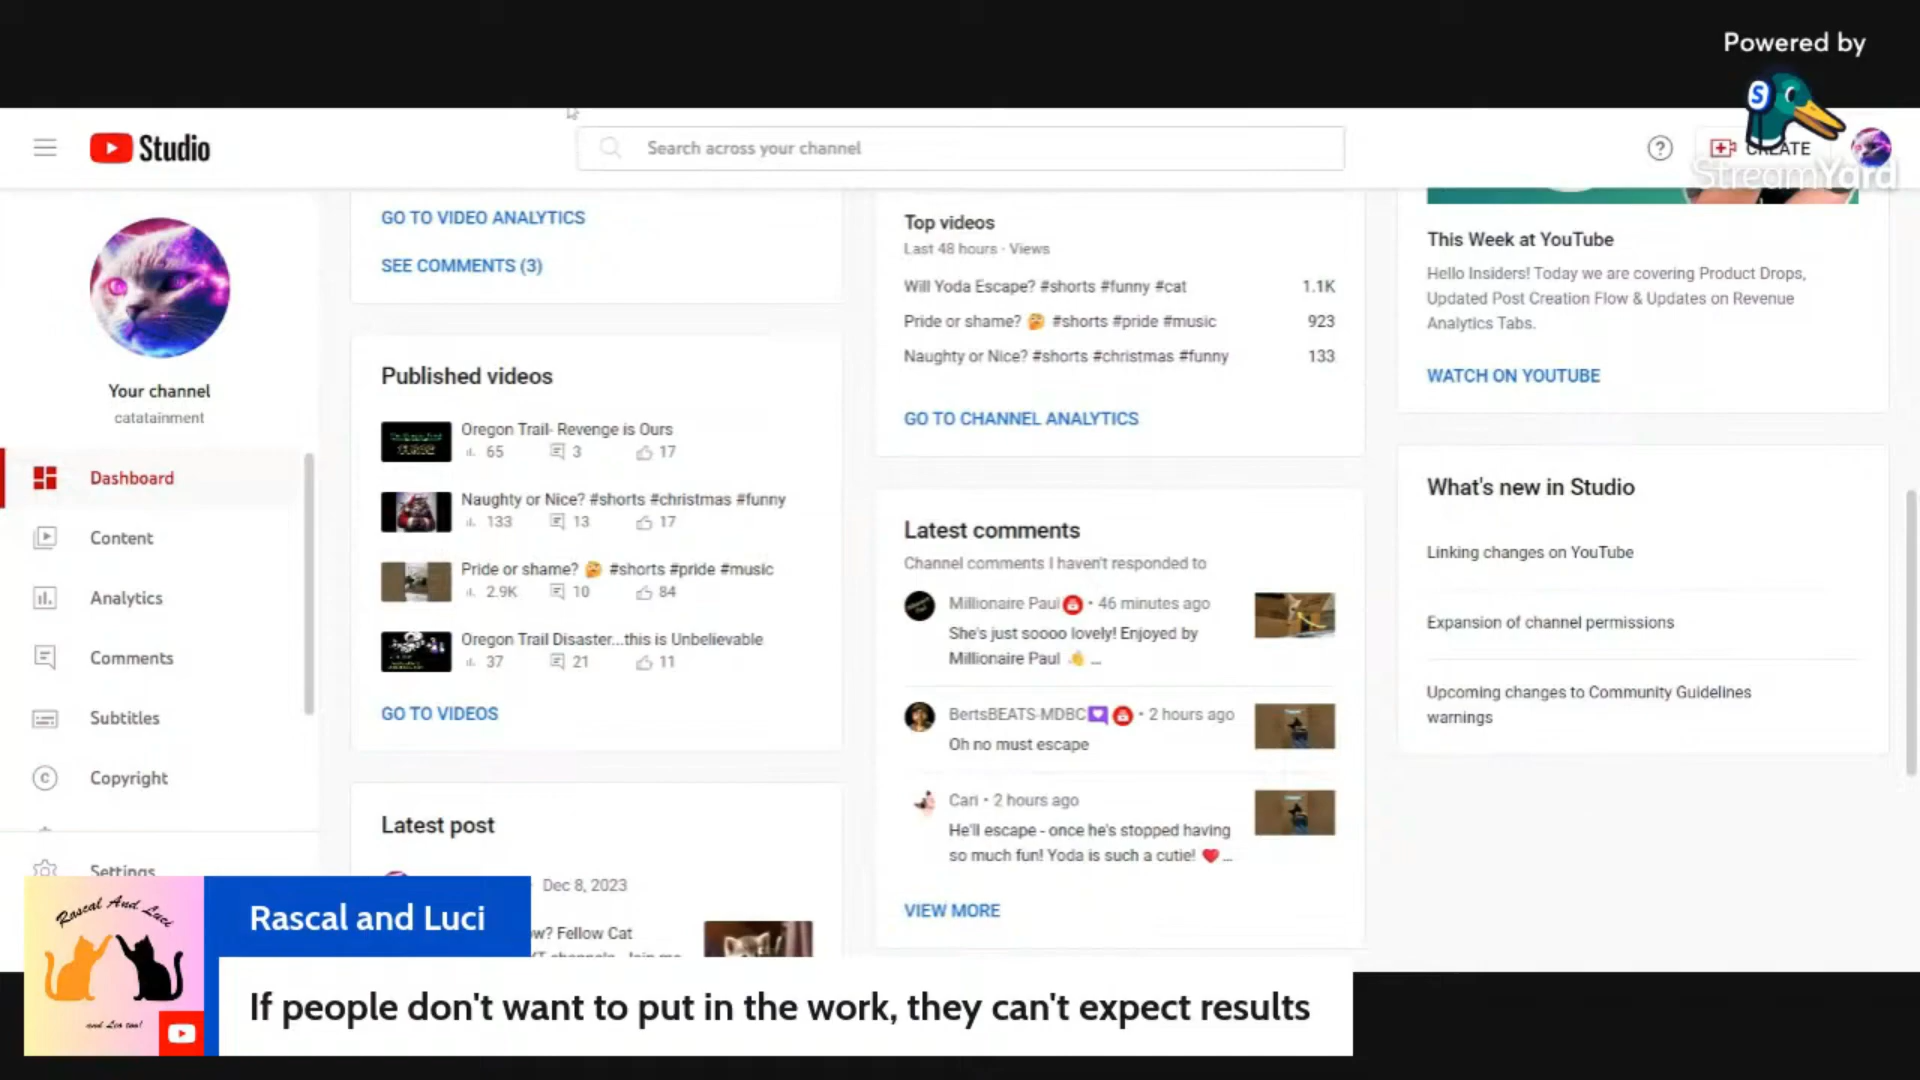 Powered by
StreamYard
Studio
Search across your channel
CREATE
Your channel
catatainment
Dashboard
Content
Analytics
Comments
Subtitles
Copyright
Settings
GO TO VIDEO ANALYTICS
SEE COMMENTS (3)
Published videos
Oregon Trail- Revenge is Ours
65 3 17
Naughty or Nice? #shorts #christmas #funny
133 13 17
Pride or shame? 🤔 #shorts #pride #music
2.9K 10 84
Oregon Trail Disaster...this is Unbelievable
37 21 11
GO TO VIDEOS
Latest post
Dec 8, 2023
w? Fellow Cat
Top videos
Last 48 hours · Views
Will Yoda Escape? #shorts #funny #cat 1.1K
Pride or shame? 🤔 #shorts #pride #music 923
Naughty or Nice? #shorts #christmas #funny 133
GO TO CHANNEL ANALYTICS
Latest comments
Channel comments I haven't responded to
Millionaire Paul • 46 minutes ago
She's just soooo lovely! Enjoyed by
Millionaire Paul 👋 ...
BertsBEATS-MDBC • 2 hours ago
Oh no must escape
Cari • 2 hours ago
He'll escape - once he's stopped having
so much fun! Yoda is such a cutie! ❤️ ...
VIEW MORE
This Week at YouTube
Hello Insiders! Today we are covering Product Drops,
Updated Post Creation Flow & Updates on Revenue
Analytics Tabs.
WATCH ON YOUTUBE
What's new in Studio
Linking changes on YouTube
Expansion of channel permissions
Upcoming changes to Community Guidelines
warnings
Rascal And Luci
and Leo too!
Rascal and Luci
If people don't want to put in the work, they can't expect results